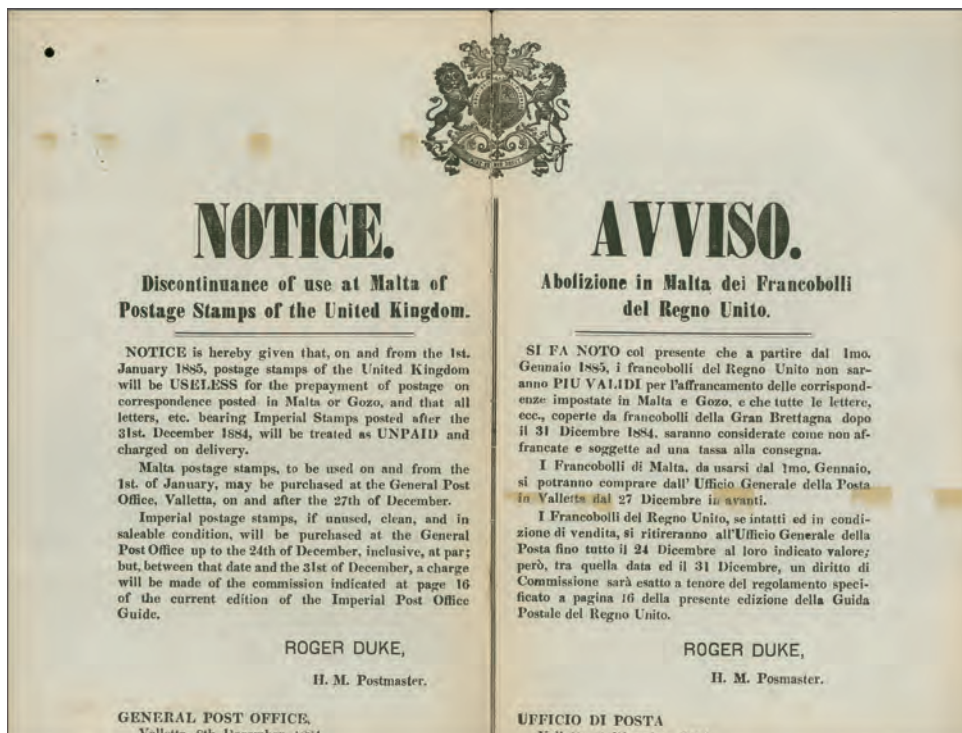 NOTICE.
Discontinuance of use at Malta of
Postage Stamps of the United Kingdom.
NOTICE is hereby given that, on and from the 1st.
January 1885, postage stamps of the United Kingdom
will be USELESS for the prepayment of postage on
correspondence posted in Malta or Gozo, and that all
letters, etc. bearing Imperial Stamps posted after the
31st. December 1884, will be treated as UNPAID and
charged on delivery.
Malta postage stamps, to be used on and from the
1st. of January, may be purchased at the General Post
Office, Valletta, on and after the 27th of December.
Imperial postage stamps, if unused, clean, and in
saleable condition, will be purchased at the General
Post Office up to the 24th of December, inclusive, at par;
but, between that date and the 31st of December, a charge
will be made of the commission indicated at page 16
of the current edition of the Imperial Post Office
Guide.
ROGER DUKE,
H. M. Postmaster.
GENERAL POST OFFICE,
AVVISO.
Abolizione in Malta dei Francobolli
del Regno Unito.
SI FA NOTO col presente che a partire dal 1mo.
Gennaio 1885, i francobolli del Regno Unito non sar-
anno PIU VALIDI per l'affrancamento delle corrispond-
enze impostate in Malta e Gozo, e che tutte le lettere,
ecc., coperte da francobolli della Gran Brettagna dopo
il 31 Dicembre 1884. saranno considerate come non af-
francate e soggette ad una tassa alla consegna.
I Francobolli di Malta, da usarsi dal 1mo. Gennaio,
si potranno comprare dall' Ufficio Generale della Posta
in Valletta dal 27 Dicembre in avanti.
I Francobolli del Regno Unito, se intatti ed in condi-
zione di vendita, si ritireranno all'Ufficio Generale della
Posta fino tutto il 24 Dicembre al loro indicato valore;
però, tra quella data ed il 31 Dicembre, un diritto di
Commissione sarà esatto a tenore del regolamento speci-
ficato a pagina 16 della presente edizione della Guida
Postale del Regno Unito.
ROGER DUKE,
H. M. Postmaster.
UFFICIO DI POSTA